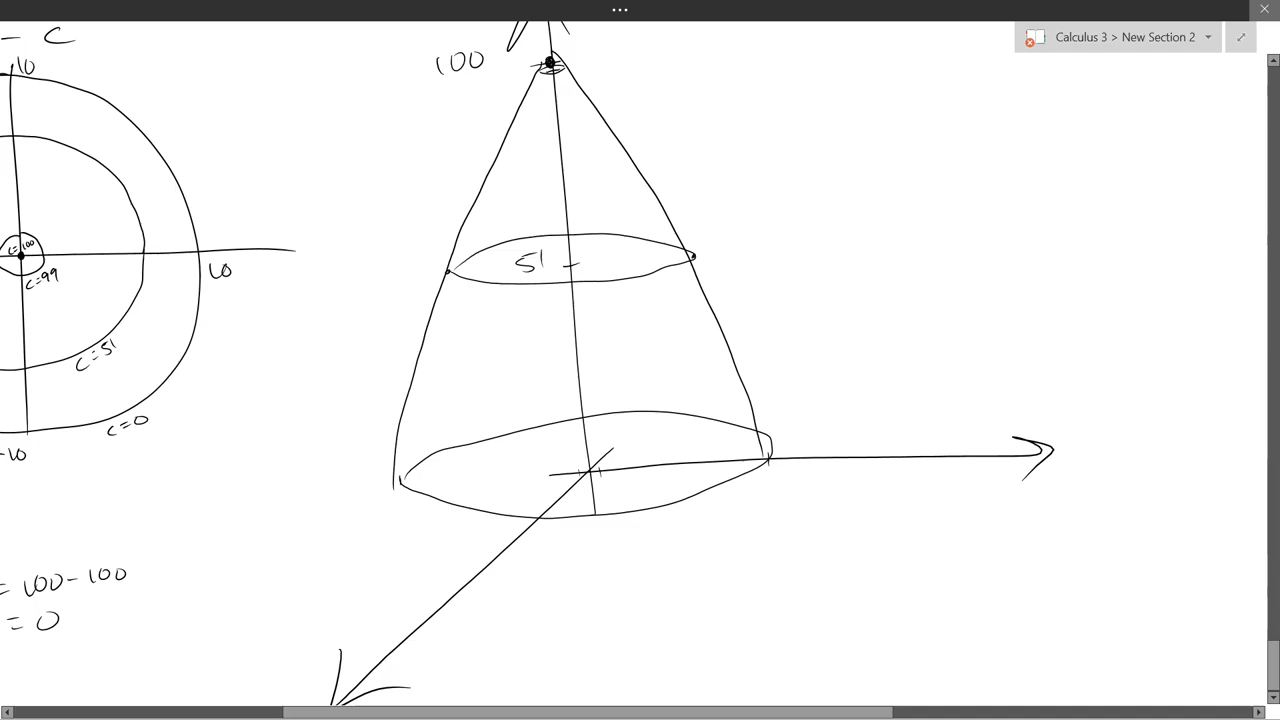 Calculus 3 > New Section 2
- C
10
100
c=100
c=99
10
51
c=51
c=0
-10
= 100-100
= 0